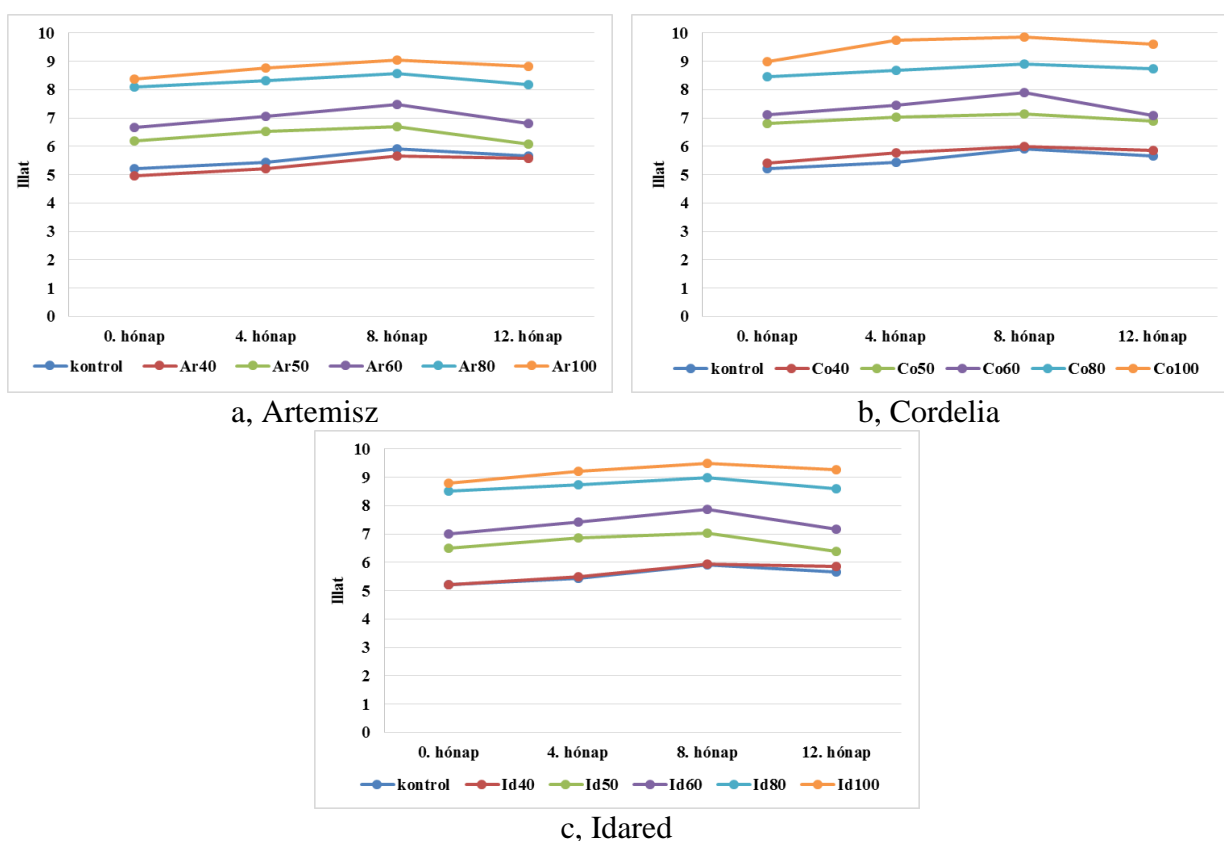 10
9
8
7
6
5
4
3
2
1
0
Illat
0. hónap 4. hónap 8. hónap 12. hónap
kontrol Ar40 Ar50 Ar60 Ar80 Ar100
a, Artemisz
10
9
8
7
6
5
4
3
2
1
0
Illat
0. hónap 4. hónap 8. hónap 12. hónap
kontrol Co40 Co50 Co60 Co80 Co100
b, Cordelia
10
9
8
7
6
5
4
3
2
1
0
Illat
0. hónap 4. hónap 8. hónap 12. hónap
kontrol Id40 Id50 Id60 Id80 Id100
c, Idared